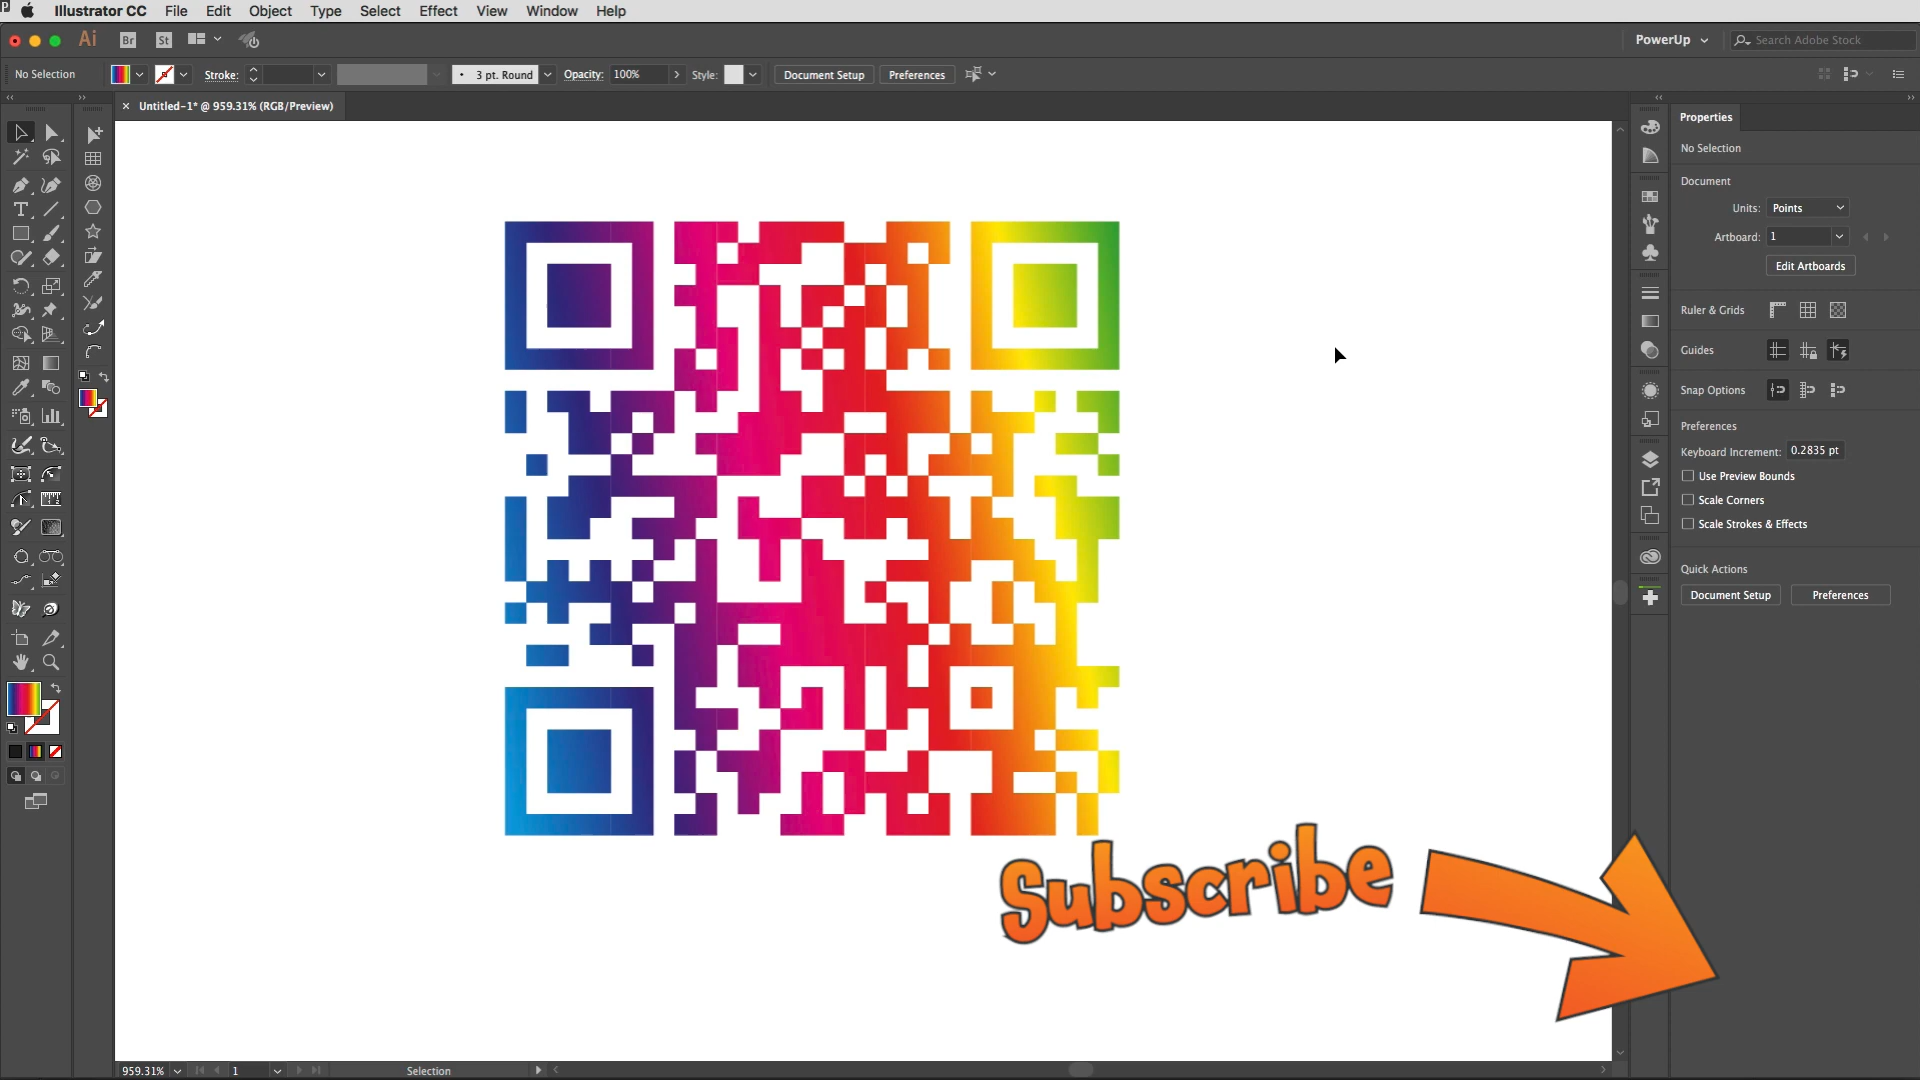 Illustrator CC File Edit Object Type Select Effect View Window Help
Ai Br St PowerUp Search Adobe Stock
No Selection Stroke: 3 pt. Round Opacity: 100% Style: Document Setup Preferences
× Untitled-1* @ 959.31% (RGB/Preview)
Properties
No Selection
Document
Units: Points
Artboard: 1
Edit Artboards
Ruler & Grids
Guides
Snap Options
Preferences
Keyboard Increment: 0.2835 pt
Use Preview Bounds
Scale Corners
Scale Strokes & Effects
Quick Actions
Document Setup Preferences
Subscribe
959.31% 1 Selection